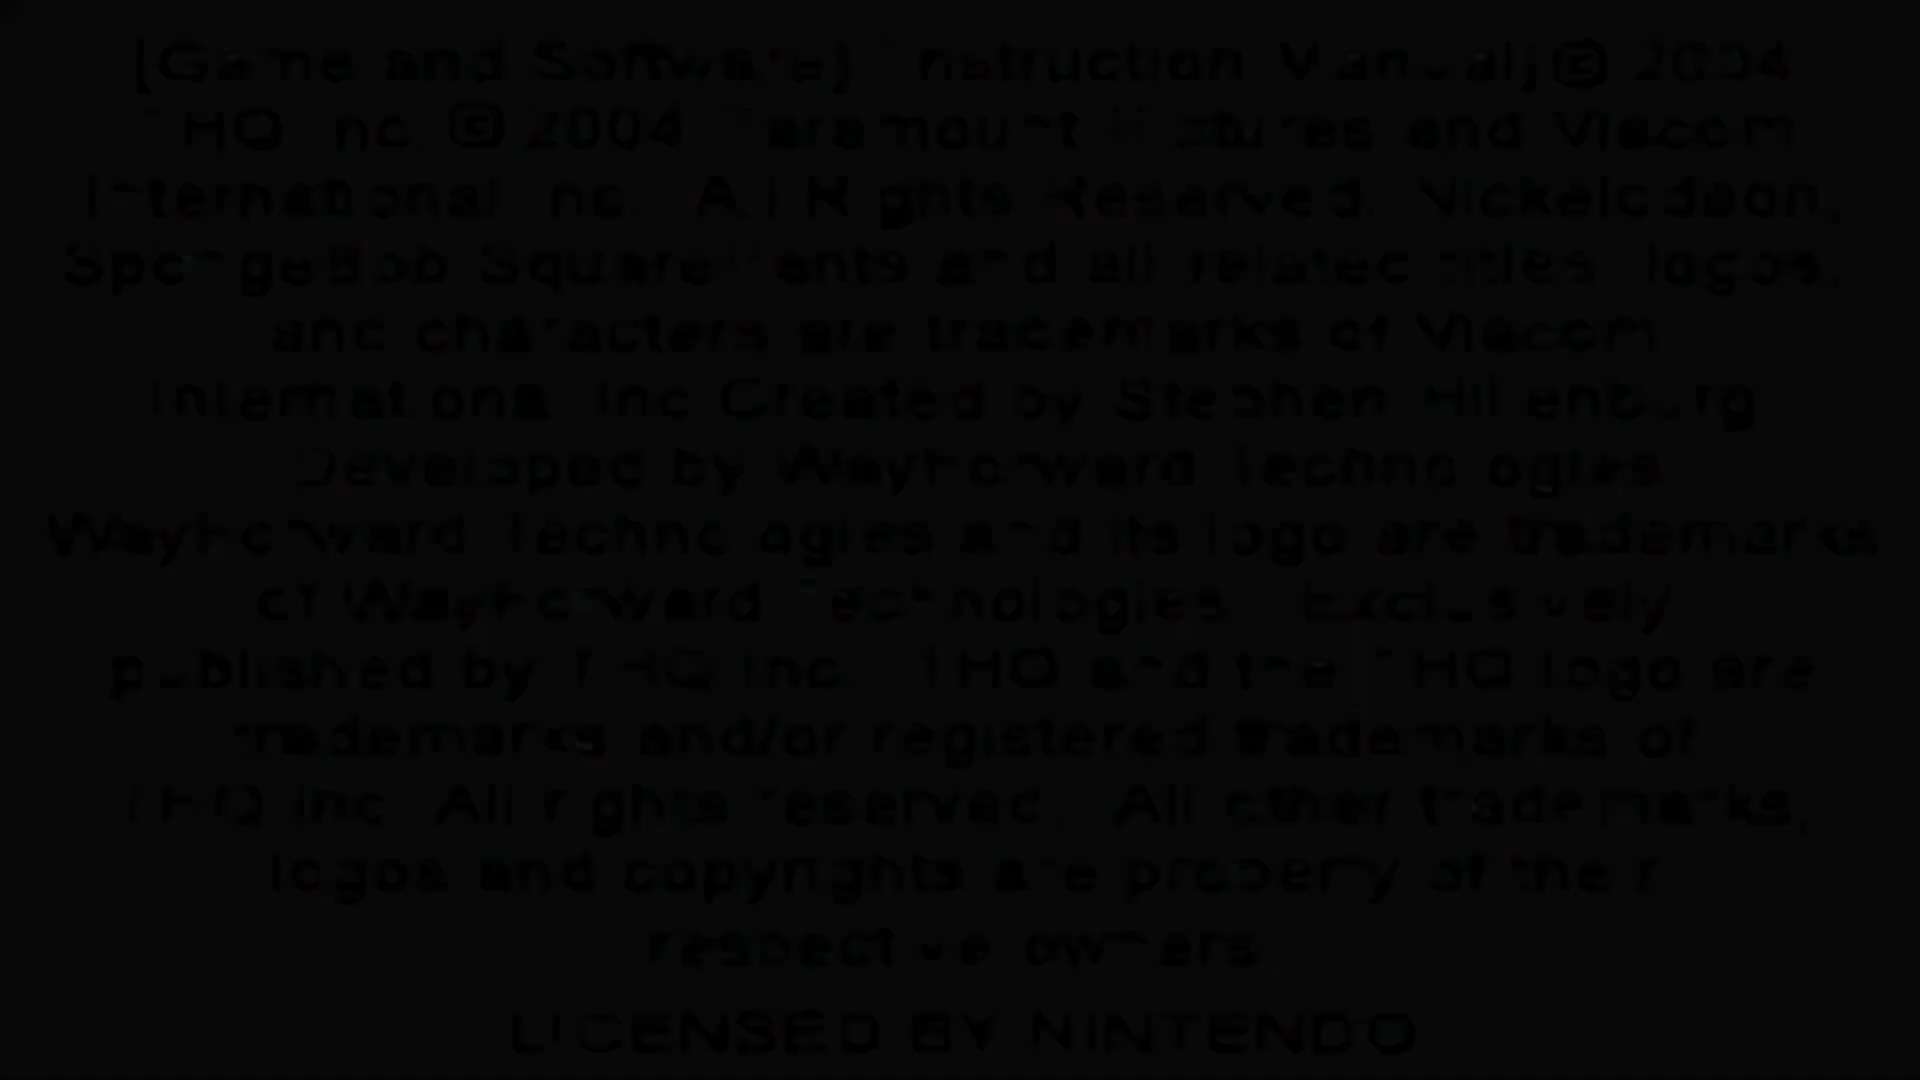 (Game and Software) Instruction Manual)© 2004
THQ Inc. © 2004 Paramount Pictures and Viacom
International Inc. All Rights Reserved. Nickelodeon,
SpongeBob SquarePants and all related titles, logos,
and characters are trademarks of Viacom
International Inc. Created by Stephen Hillenburg.
Developed by WayForward Technologies.
WayForward Technologies and its logo are trademarks
of WayForward Technologies. Exclusively
published by THQ Inc. THQ and the THQ logo are
trademarks and/or registered trademarks of
THQ Inc. All rights reserved. All other trademarks,
logos and copyrights are property of their
respective owners.
LICENSED BY NINTENDO